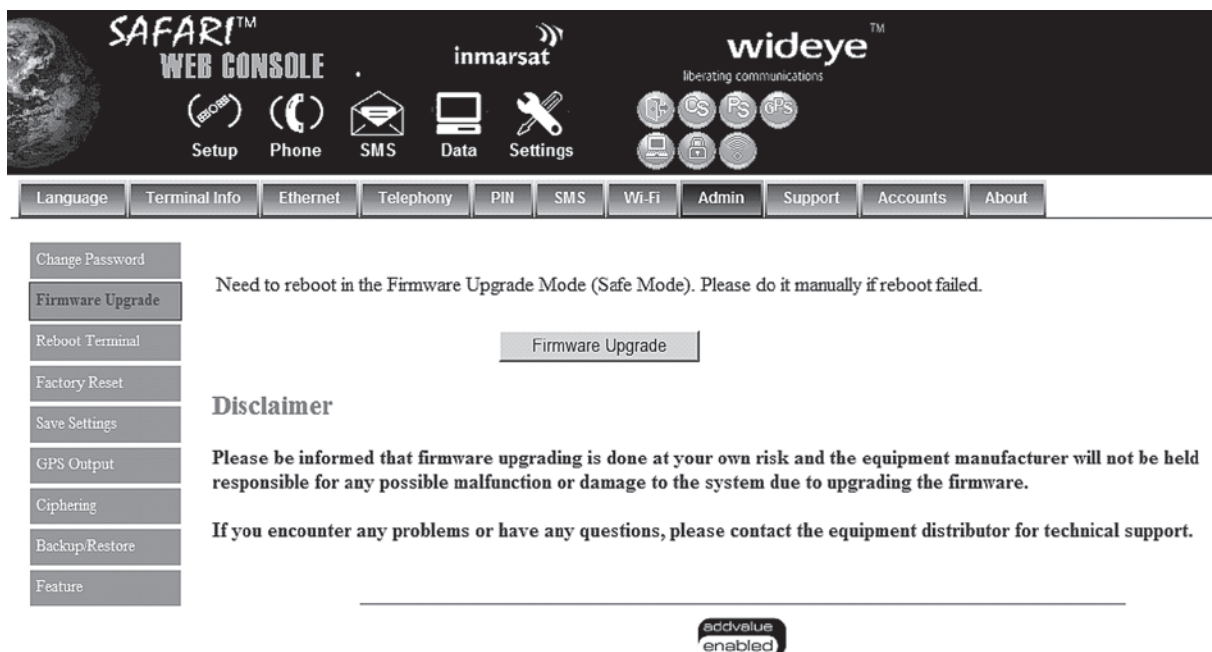 SAFARI™
WEB CONSOLE .
inmarsat
wideye™
liberating communications
CS PS GPS
Setup Phone SMS Data Settings
Language Terminal Info Ethernet Telephony PIN SMS Wi-Fi Admin Support Accounts About
Change Password
Firmware Upgrade
Reboot Terminal
Factory Reset
Save Settings
GPS Output
Ciphering
Backup/Restore
Feature
Need to reboot in the Firmware Upgrade Mode (Safe Mode). Please do it manually if reboot failed.
Firmware Upgrade
Disclaimer
Please be informed that firmware upgrading is done at your own risk and the equipment manufacturer will not be held
responsible for any possible malfunction or damage to the system due to upgrading the firmware.
If you encounter any problems or have any questions, please contact the equipment distributor for technical support.
addvalue
enabled